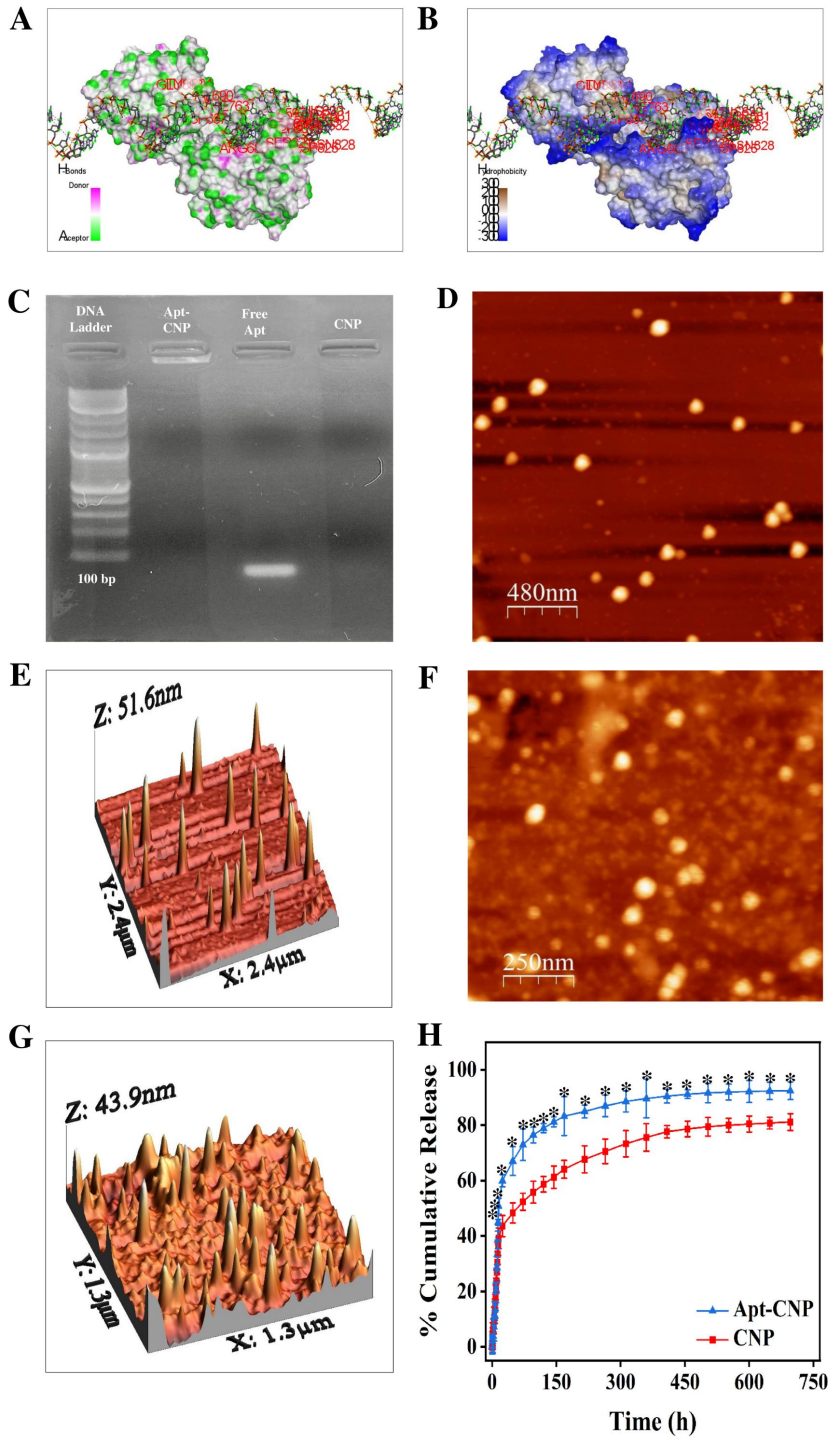 A
H Bonds
Donor
Acceptor
B
Hydrophobicity
C
DNA
Ladder
Apt-
CNP
Free
Apt
CNP
100 bp
D
480nm
E
Z: 51.6nm
Y: 2.4µm
X: 2.4µm
F
250nm
G
Z: 43.9nm
Y: 1.3µm
X: 1.3µm
H
% Cumulative Release
100
80
60
40
20
0
* * * * * * * * * * * * * * * * * * * *
Apt-CNP
CNP
0 150 300 450 600 750
Time (h)